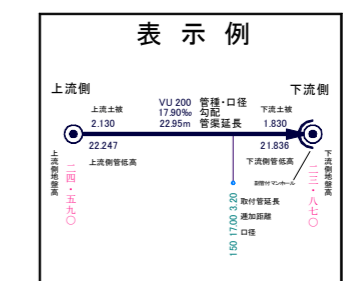 表示例
上流側
下流側
上流土被
VU 200 管種・口径
下流土被
2.130
17.90‰ 勾配
1.830
22.95m 管渠延長
22.247
21.836
上流側管低高
下流側管低高
副管付マンホール
上流側地盤高
二四・五九〇
下流側地盤高
二三・八七〇
3.20 取付管延長
17.00 逓加距離
150 口径